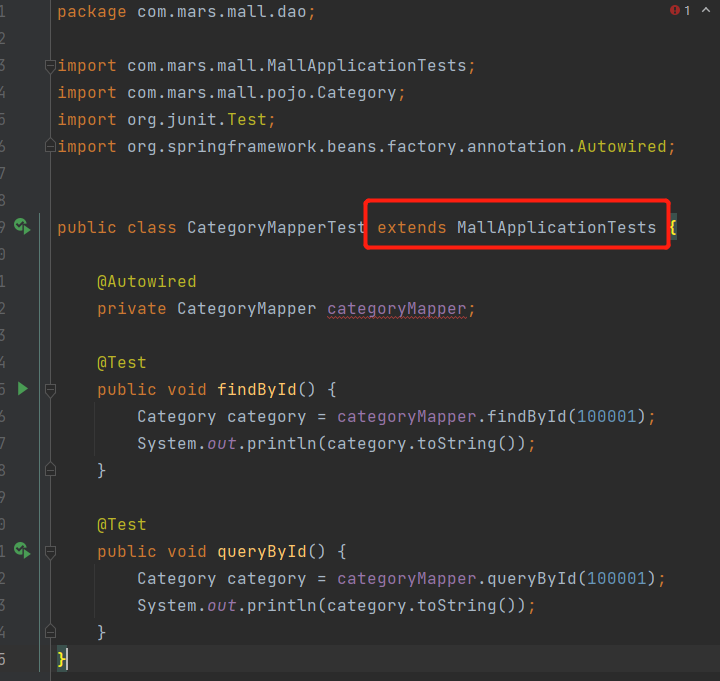 package com.mars.mall.dao;
1
import com.mars.mall.MallApplicationTests;
import com.mars.mall.pojo.Category;
import org.junit.Test;
import org.springframework.beans.factory.annotation.Autowired;
public class CategoryMapperTest extends MallApplicationTests {
@Autowired
private CategoryMapper categoryMapper;
@Test
public void findById() {
Category category = categoryMapper.findById(100001);
System.out.println(category.toString());
}
@Test
public void queryById() {
Category category = categoryMapper.queryById(100001);
System.out.println(category.toString());
}
}